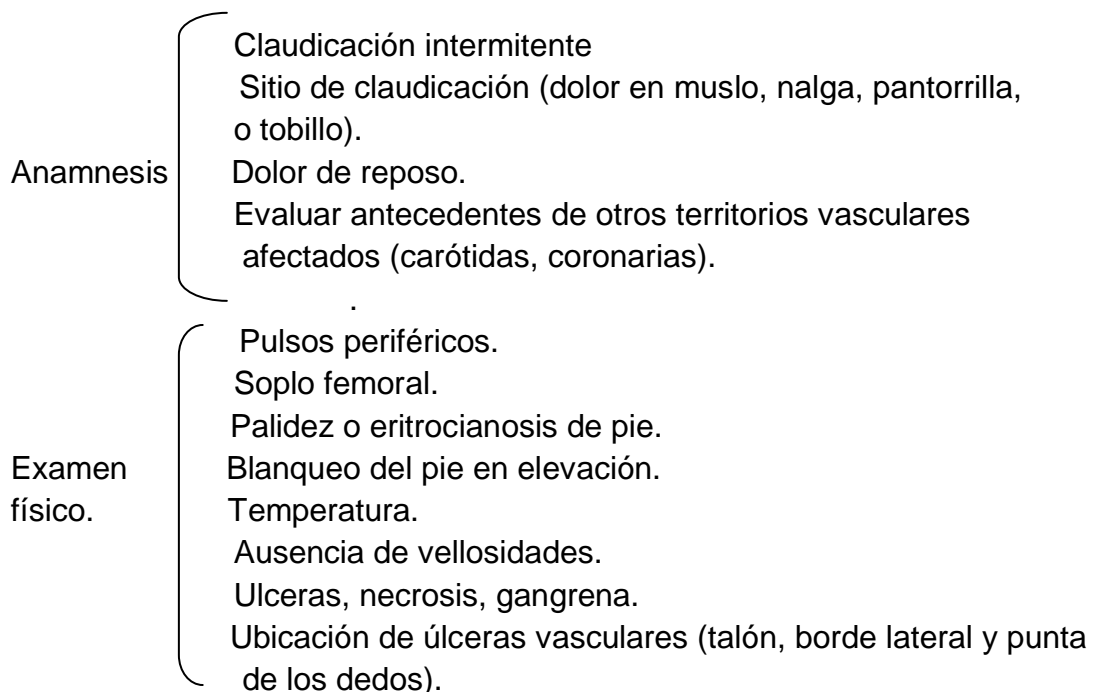 Claudicación intermitente
Sitio de claudicación (dolor en muslo, nalga, pantorrilla,
o tobillo).
Anamnesis Dolor de reposo.
Evaluar antecedentes de otros territorios vasculares
afectados (carótidas, coronarias).
.
Pulsos periféricos.
Soplo femoral.
Palidez o eritrocianosis de pie.
Examen Blanqueo del pie en elevación.
físico. Temperatura.
Ausencia de vellosidades.
Ulceras, necrosis, gangrena.
Ubicación de úlceras vasculares (talón, borde lateral y punta
de los dedos).